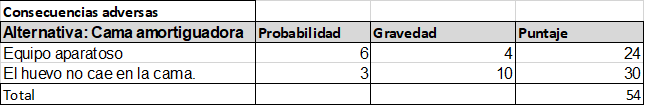 Consecuencias adversas
Alternativa: Cama amortiguadora Probabilidad Gravedad Puntaje
Equipo aparatoso 6 4 24
El huevo no cae en la cama. 3 10 30
Total 54